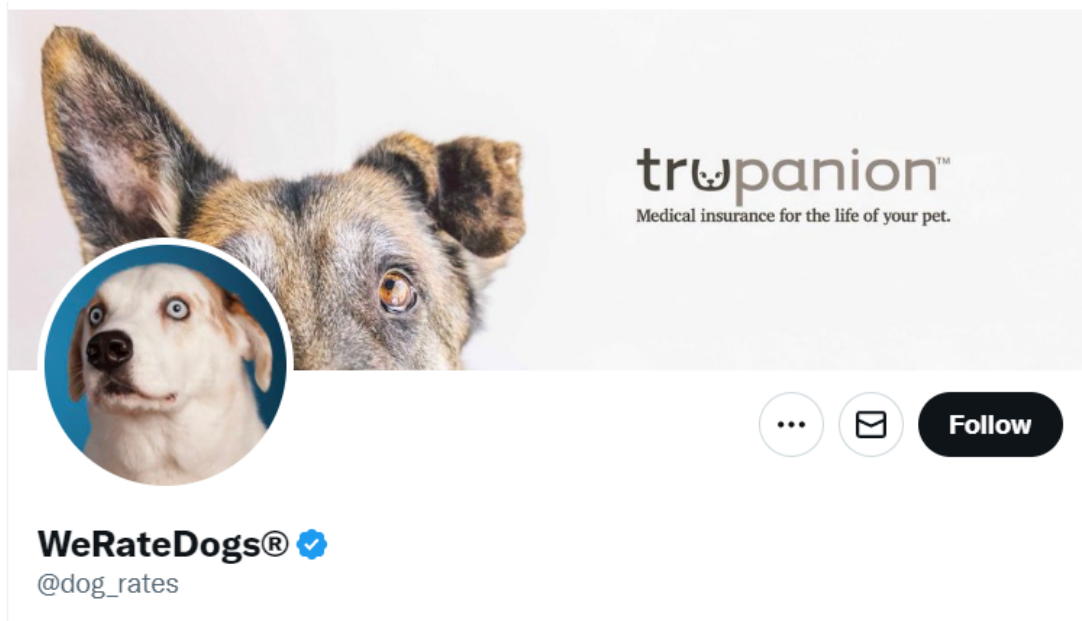 trupanion™
Medical insurance for the life of your pet.
Follow
WeRateDogs®
@dog_rates